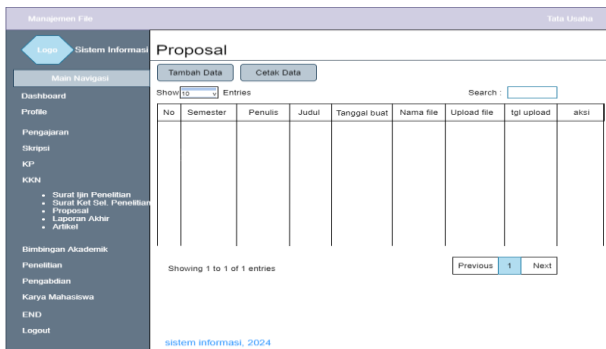 Manajemen File
Tata Usaha
Logo
Sistem Informasi
Main Navigasi
Dashboard
Profile
Pengajaran
Skripsi
KP
KKN
Surat Ijin Penelitian
Surat Ket Sel. Penelitian
Proposal
Laporan Akhir
Artikel
Bimbingan Akademik
Penelitian
Pengabdian
Karya Mahasiswa
END
Logout
Proposal
Tambah Data
Cetak Data
Show 10 v Entries
Search :
No Semester Penulis Judul Tanggal buat Nama file Upload file tgl upload aksi
Showing 1 to 1 of 1 entries
Previous 1 Next
sistem informasi, 2024